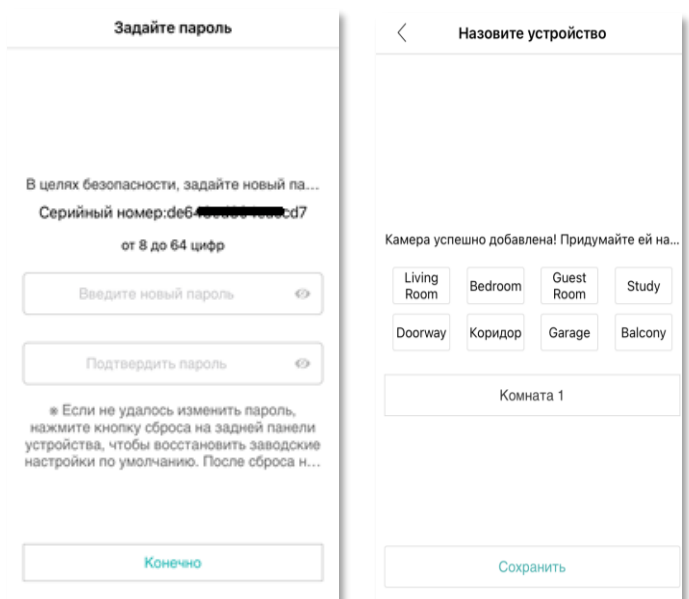 Задайте пароль
В целях безопасности, задайте новый па...
Серийный номер:de6 cd7
от 8 до 64 цифр
Введите новый пароль
Подтвердить пароль
※ Если не удалось изменить пароль,
нажмите кнопку сброса на задней панели
устройства, чтобы восстановить заводские
настройки по умолчанию. После сброса н...
Конечно
Назовите устройство
Камера успешно добавлена! Придумайте ей на...
Living
Room
Bedroom
Guest
Room
Study
Doorway
Коридор
Garage
Balcony
Комната 1
Сохранить